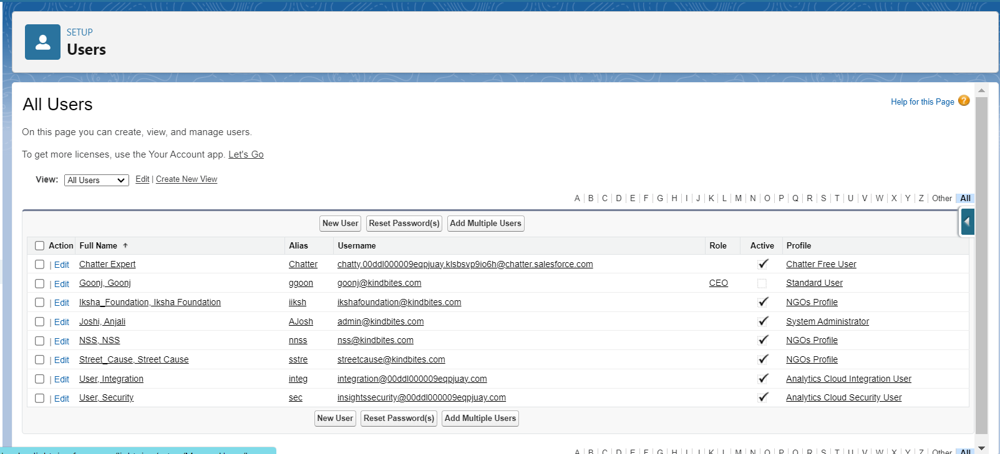 SETUP
Users
All Users
Help for this Page ?
On this page you can create, view, and manage users.
To get more licenses, use the Your Account app. Let's Go
View: All Users Edit | Create New View
A | B | C | D | E | F | G | H | I | J | K | L | M | N | O | P | Q | R | S | T | U | V | W | X | Y | Z | Other All
New User Reset Password(s) Add Multiple Users
Action Full Name ↑ Alias Username Role Active Profile
| Edit Chatter Expert Chatter chatty.00ddl000009eqpjuay.klsbsvp9io6h@chatter.salesforce.com Chatter Free User
| Edit Goonj, Goonj ggoon goonj@kindbites.com CEO Standard User
| Edit Iksha_Foundation, Iksha Foundation iiksh ikshafoundation@kindbites.com NGOs Profile
| Edit Joshi, Anjali AJosh admin@kindbites.com System Administrator
| Edit NSS, NSS nnss nss@kindbites.com NGOs Profile
| Edit Street_Cause, Street Cause sstre streetcause@kindbites.com NGOs Profile
| Edit User, Integration integ integration@00ddl000009eqpjuay.com Analytics Cloud Integration User
| Edit User, Security sec insightssecurity@00ddl000009eqpjuay.com Analytics Cloud Security User
New User Reset Password(s) Add Multiple Users
A | B | C | D | E | F | G | H | I | J | K | L | M | N | O | P | Q | R | S | T | U | V | W | X | Y | Z | Other All